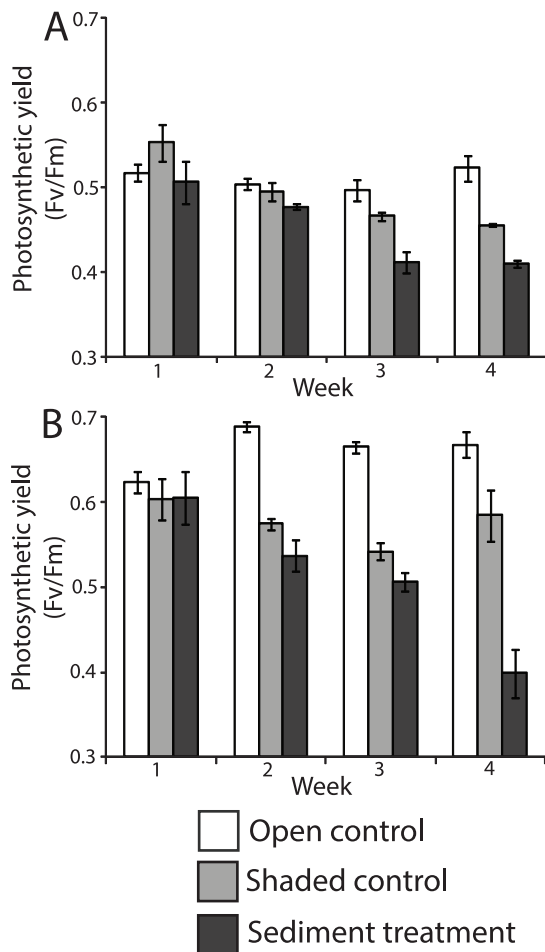 A
Photosynthetic yield
(Fv/Fm)
0.7
0.6
0.5
0.4
0.3
1 2 3 4
Week
B
Photosynthetic yield
(Fv/Fm)
0.7
0.6
0.5
0.4
0.3
1 2 3 4
Week
Open control
Shaded control
Sediment treatment